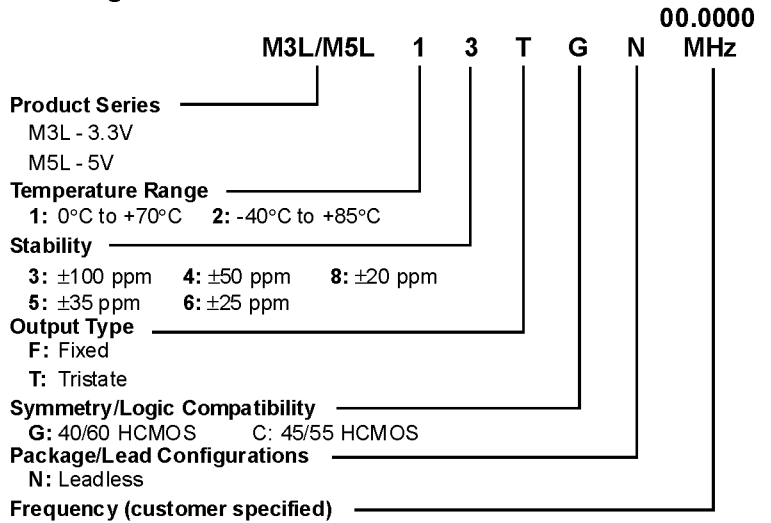 00.0000
M3L/M5L 1 3 T G N MHz
Product Series
M3L - 3.3V
M5L - 5V
Temperature Range
1: 0°C to +70°C 2: -40°C to +85°C
Stability
3: ±100 ppm 4: ±50 ppm 8: ±20 ppm
5: ±35 ppm 6: ±25 ppm
Output Type
F: Fixed
T: Tristate
Symmetry/Logic Compatibility
G: 40/60 HCMOS C: 45/55 HCMOS
Package/Lead Configurations
N: Leadless
Frequency (customer specified)